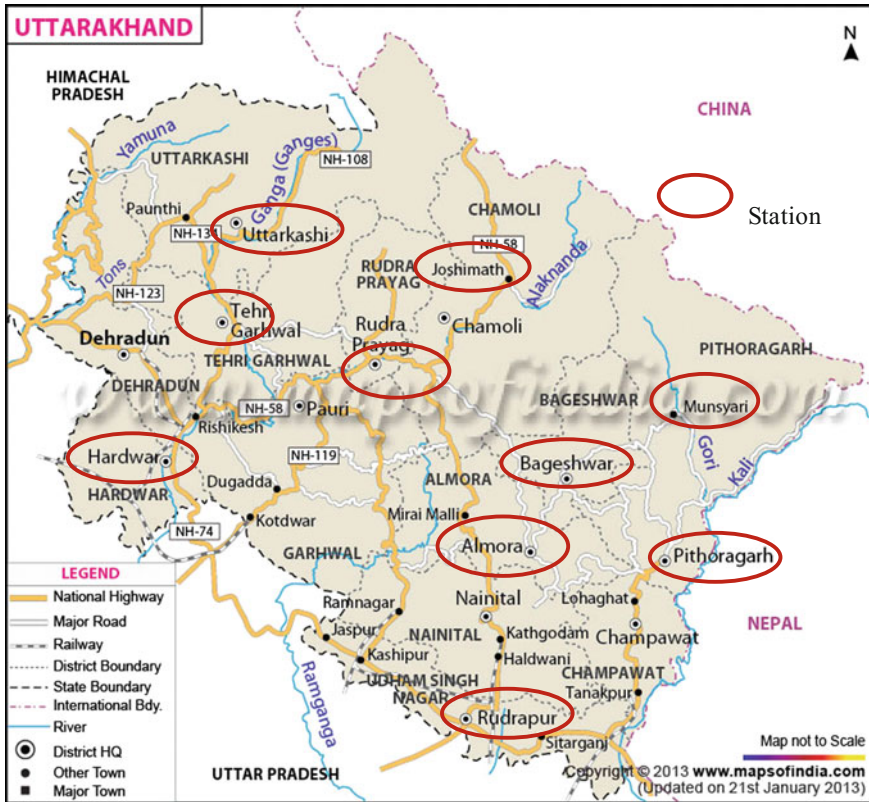 UTTARAKHAND
N
HIMACHAL
PRADESH
CHINA
Yamuna
Ganga (Ganges)
NH-108
UTTARKASHI
Paunthi
CHAMOLI
Station
NH-134
Uttarkashi
NH-58
Tons
RUDRA
PRAYAG
Joshimath
Alaknanda
NH-123
Tehri
Garhwal
Chamoli
Rudra
Prayag
Dehradun
TEHRI GARHWAL
PITHORAGARH
www.mapsofindia.com
DEHRADUN
BAGESHWAR
Munsyari
NH-58
Pauri
Rishikesh
Gori
Kali
Hardwar
NH-119
Bageshwar
HARDWAR
Dugadda
ALMORA
Mirai Malli
Kotdwar
NH-74
GARHWAL
Almora
Pithoragarh
LEGEND
National Highway
Major Road
Railway
District Boundary
State Boundary
International Bdy.
River
District HQ
Other Town
Major Town
Ramnagar
Nainital
Lohaghat
NEPAL
Jaspur
NAINITAL
Kathgodam
Champawat
Kashipur
Haldwani
Ramganga
UDHAM SINGH
NAGAR
CHAMPAWAT
Tanakpur
Rudrapur
Sitarganj
Map not to Scale
UTTAR PRADESH
Copyright © 2013 www.mapsofindia.com
(Updated on 21st January 2013)